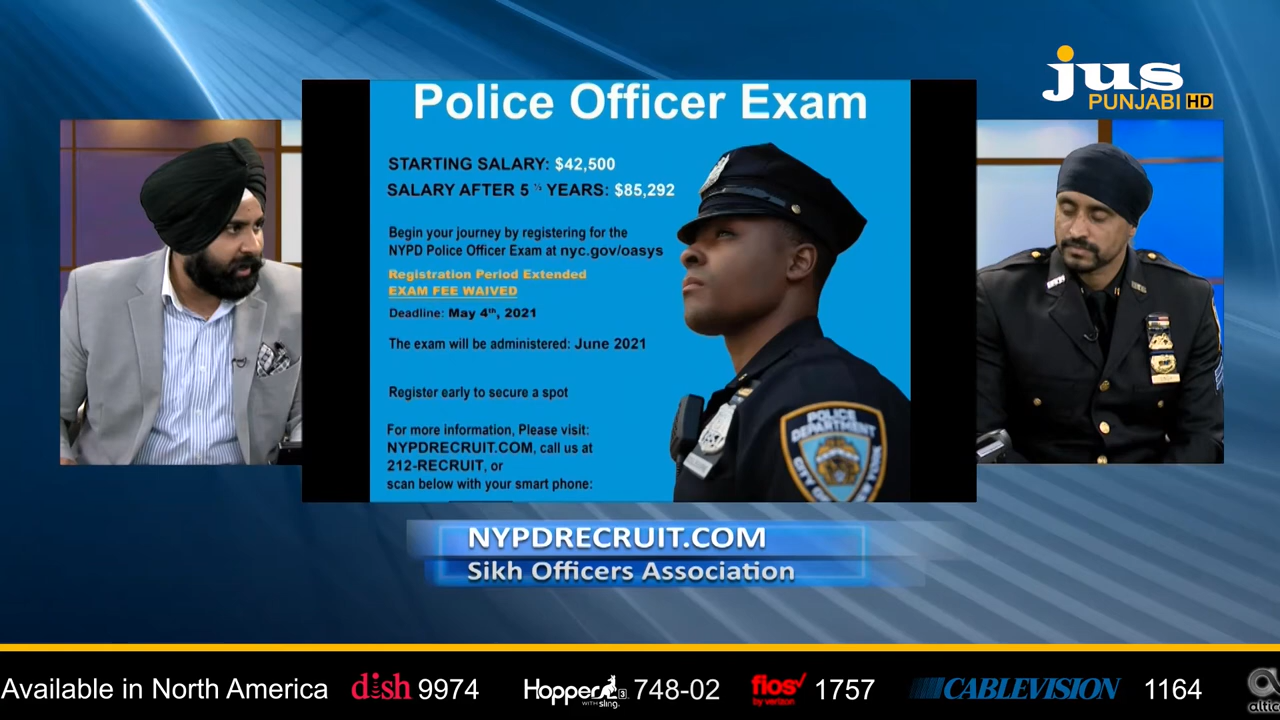 jus
PUNJABI HD
Police Officer Exam
STARTING SALARY: $42,500
SALARY AFTER 5 ½ YEARS: $85,292
Begin your journey by registering for the
NYPD Police Officer Exam at nyc.gov/oasys
Registration Period Extended
EXAM FEE WAIVED
Deadline: May 4th, 2021
The exam will be administered: June 2021
Register early to secure a spot
For more information, Please visit:
NYPDRECRUIT.COM, call us at
212-RECRUIT, or
scan below with your smart phone:
POLICE
DEPARTMENT
CITY OF NEW YORK
NYPDRECRUIT.COM
Sikh Officers Association
Available in North America dish 9974 Hopper WITH sling. 748-02 fios by verizon 1757 CABLEVISION 1164 altic